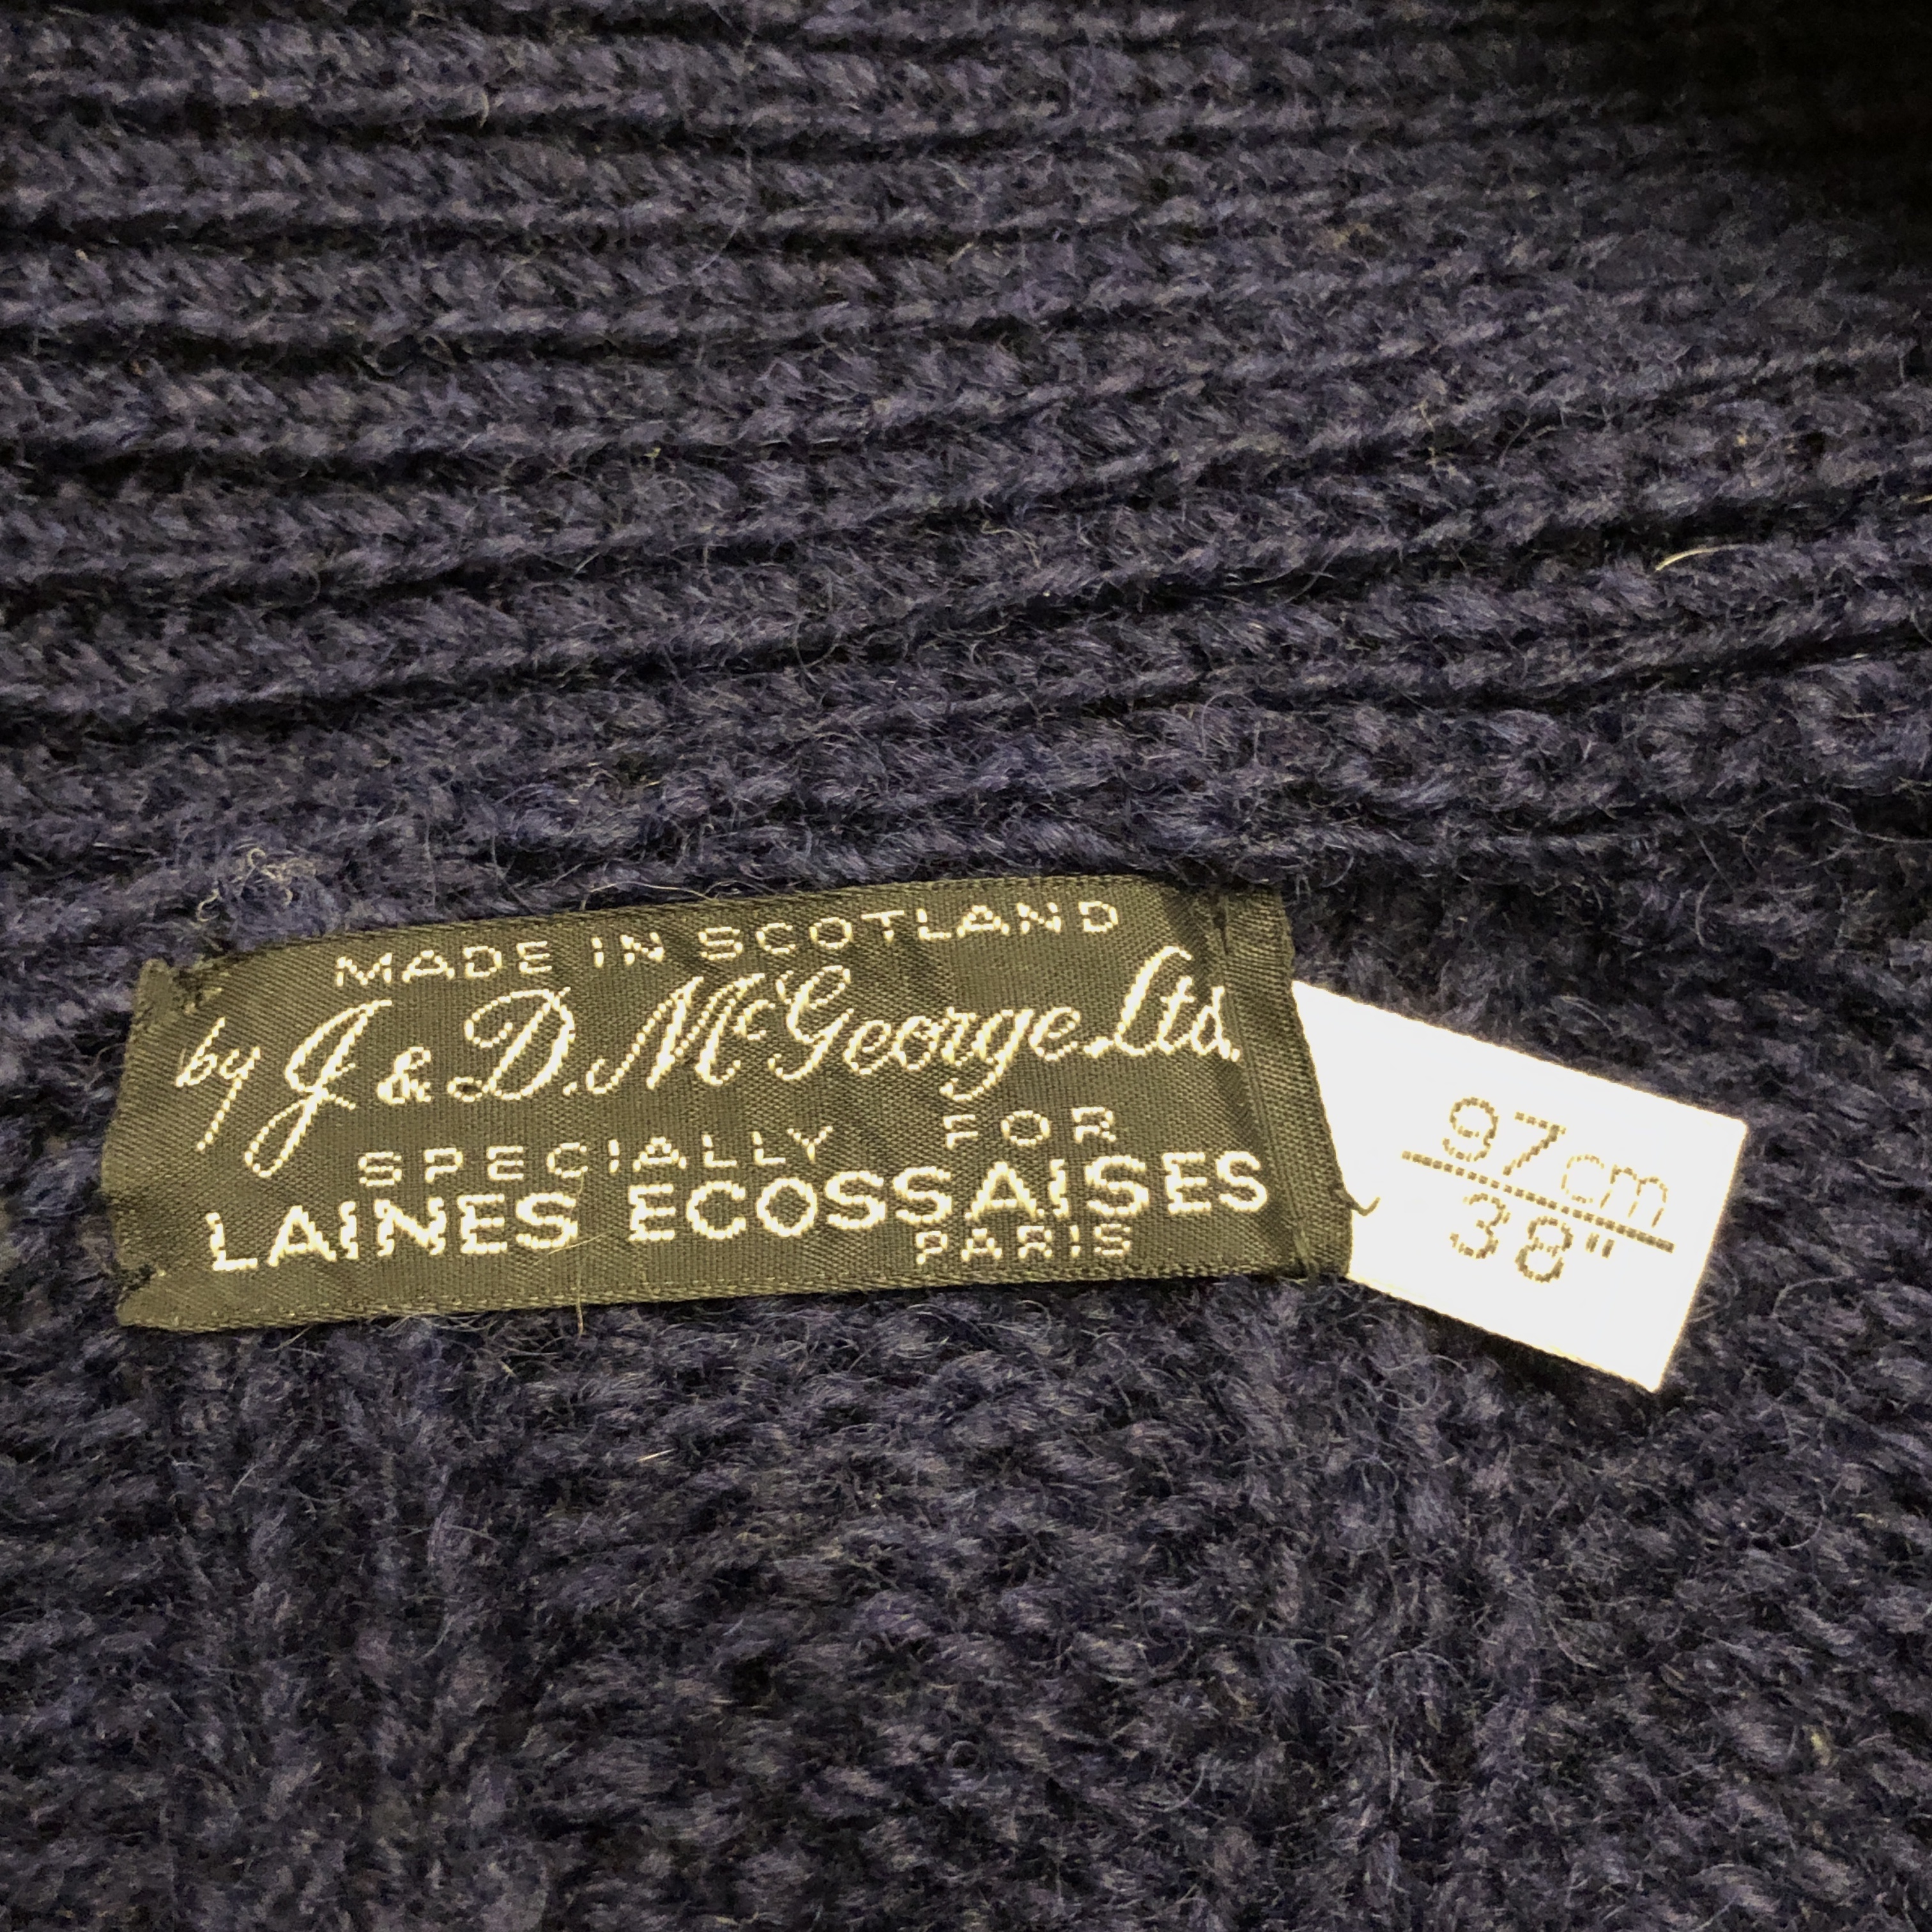 MADE IN SCOTLAND
by J & D. McGeorge Ltd.
SPECIALLY FOR
LAINES ECOSSAISES
PARIS
97cm
38"